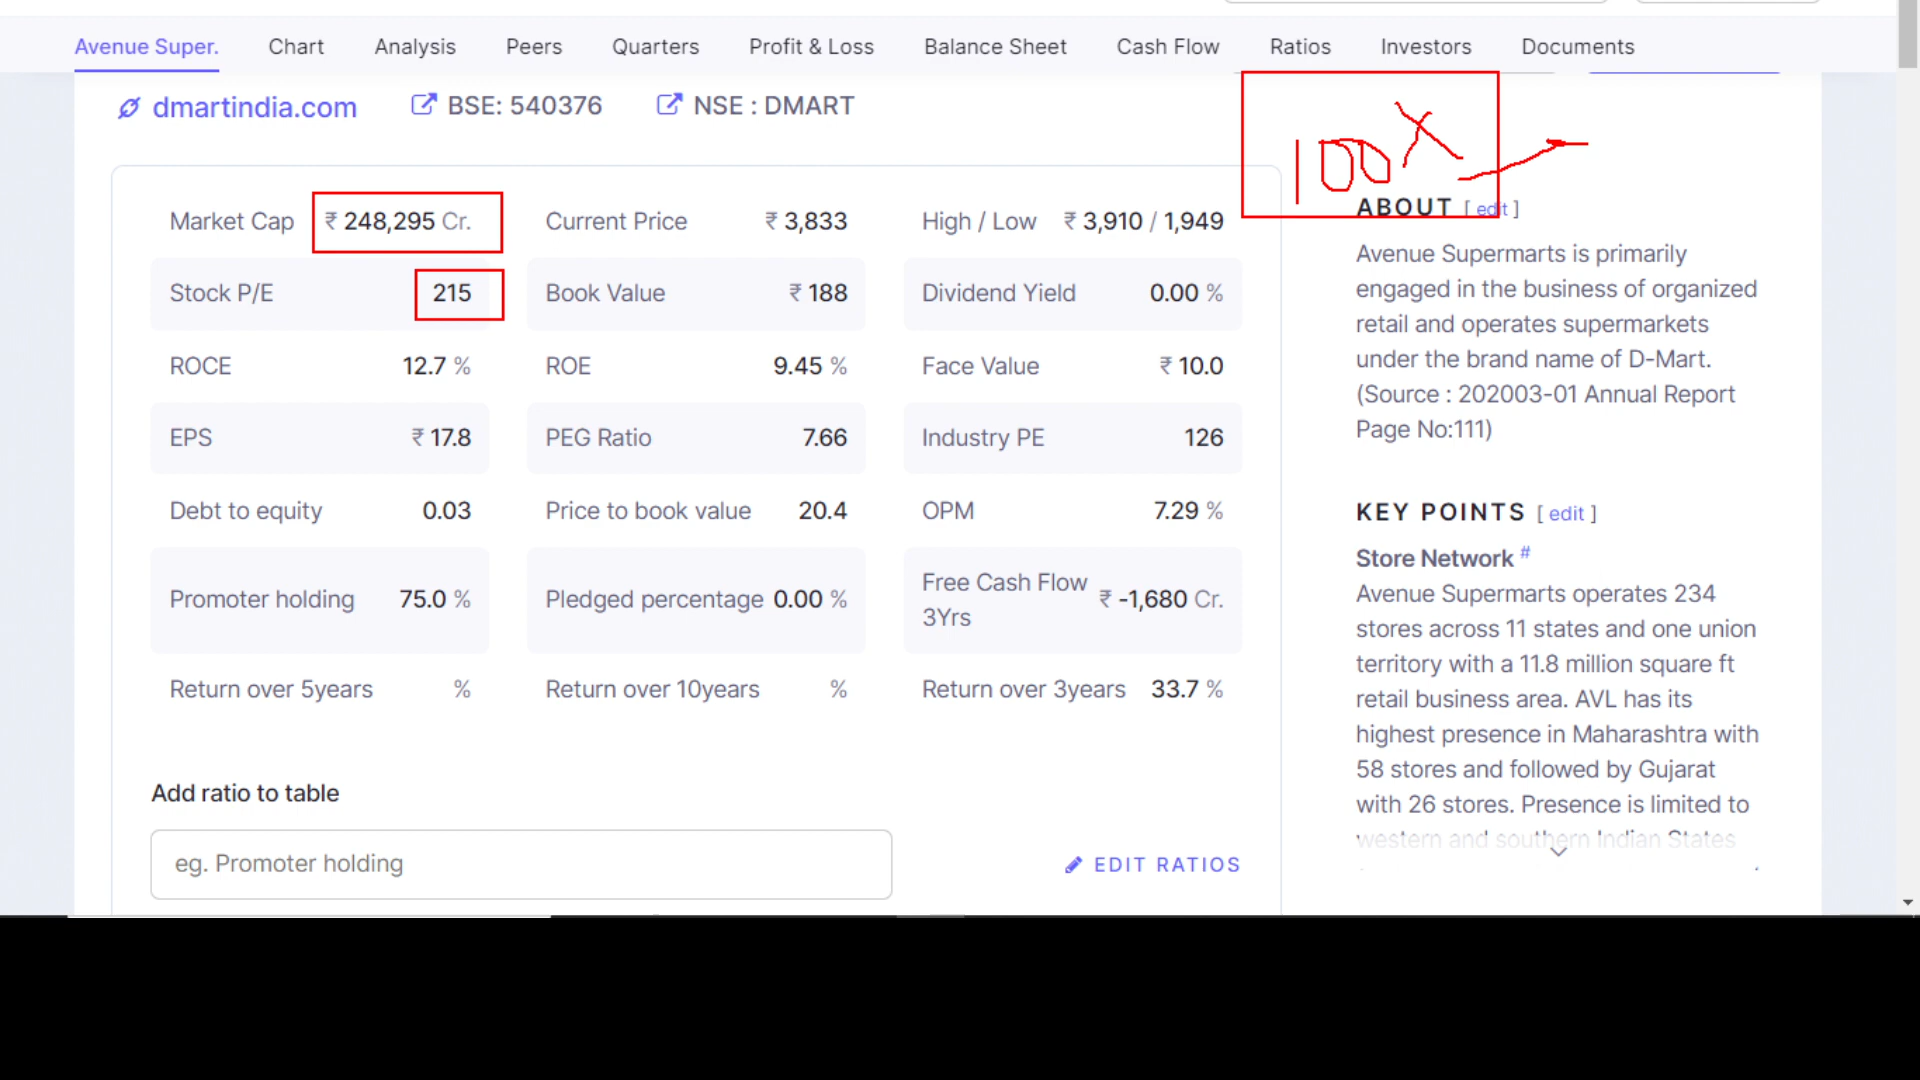 Avenue Super. Chart Analysis Peers Quarters Profit & Loss Balance Sheet Cash Flow Ratios Investors Documents
dmartindia.com BSE: 540376 NSE : DMART
100X
Market Cap ₹ 248,295 Cr. Current Price ₹ 3,833 High / Low ₹ 3,910 / 1,949
Stock P/E 215 Book Value ₹ 188 Dividend Yield 0.00 %
ROCE 12.7 % ROE 9.45 % Face Value ₹ 10.0
EPS ₹ 17.8 PEG Ratio 7.66 Industry PE 126
Debt to equity 0.03 Price to book value 20.4 OPM 7.29 %
Promoter holding 75.0 % Pledged percentage 0.00 % Free Cash Flow
3Yrs ₹ -1,680 Cr.
Return over 5years % Return over 10years % Return over 3years 33.7 %
Add ratio to table
eg. Promoter holding
EDIT RATIOS
ABOUT [ edit ]
Avenue Supermarts is primarily
engaged in the business of organized
retail and operates supermarkets
under the brand name of D-Mart.
(Source : 202003-01 Annual Report
Page No:111)
KEY POINTS [ edit ]
Store Network #
Avenue Supermarts operates 234
stores across 11 states and one union
territory with a 11.8 million square ft
retail business area. AVL has its
highest presence in Maharashtra with
58 stores and followed by Gujarat
with 26 stores. Presence is limited to
western and southern Indian States